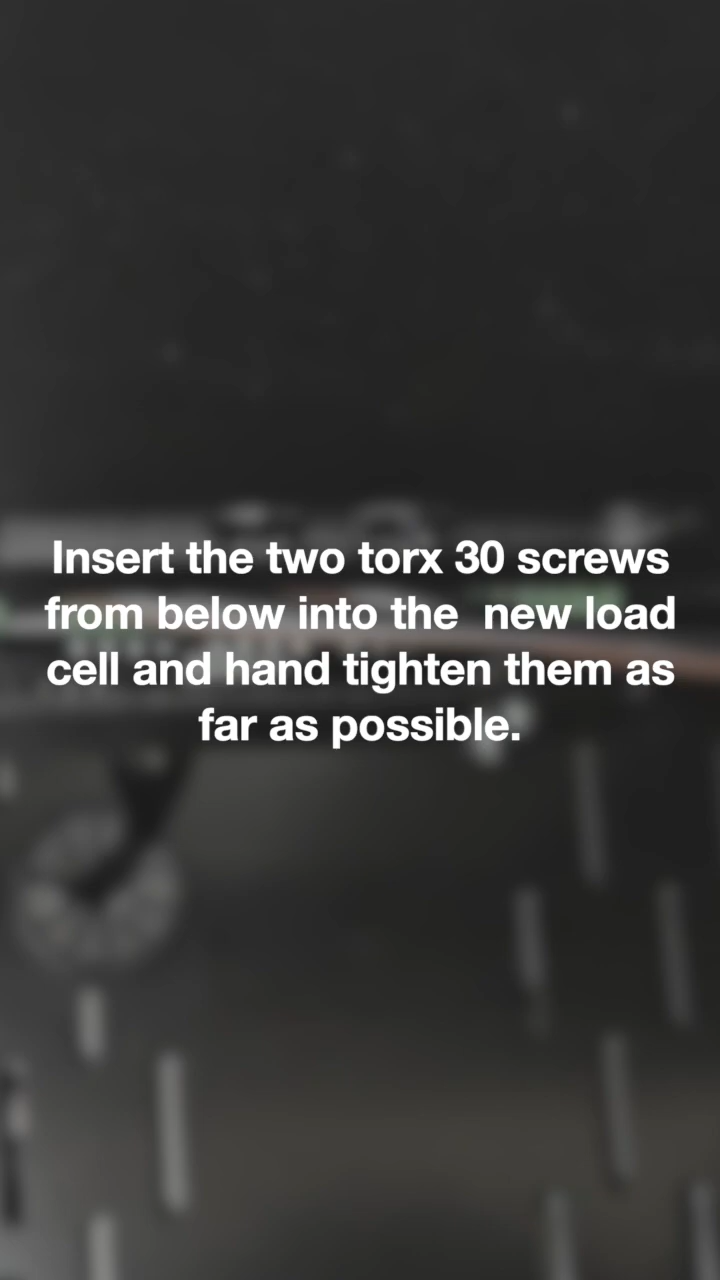 Insert the two torx 30 screws
from below into the  new load
cell and hand tighten them as
far as possible.